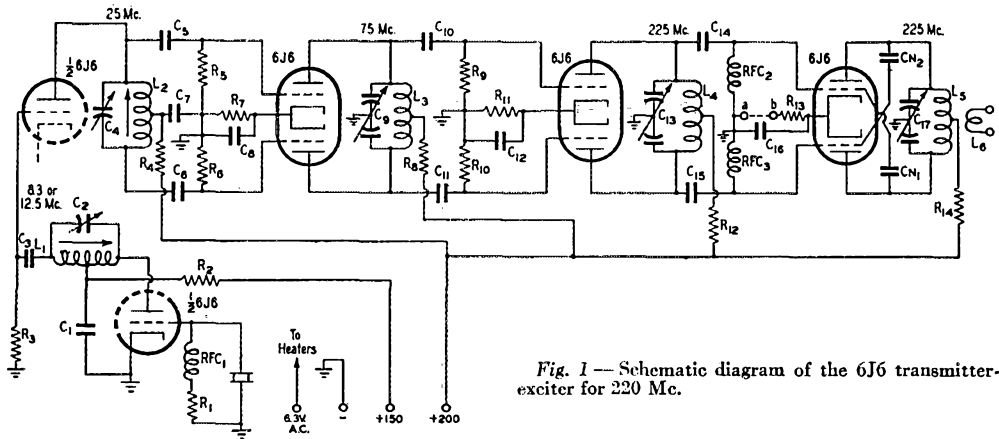 25 Mc.
C5
75 Mc.
C10
225 Mc.
C14
225 Mc.
½ 6J6
6J6
6J6
6J6
CN2
R5
R9
RFC2
L2
C7
R7
L3
R11
L4
a
b
R13
L5
C4
C9
C13
C17
C8
C12
C16
L6
R4
R6
R8
R10
RFC3
CN1
C6
C11
C15
R14
R12
8.3 or
12.5 Mc.
C2
C3
L1
R2
½ 6J6
C1
R3
RFC1
R1
To
Heaters
6.3V.
A.C.
-
+150
+200
Fig. 1 — Schematic diagram of the 6J6 transmitter-
exciter for 220 Mc.